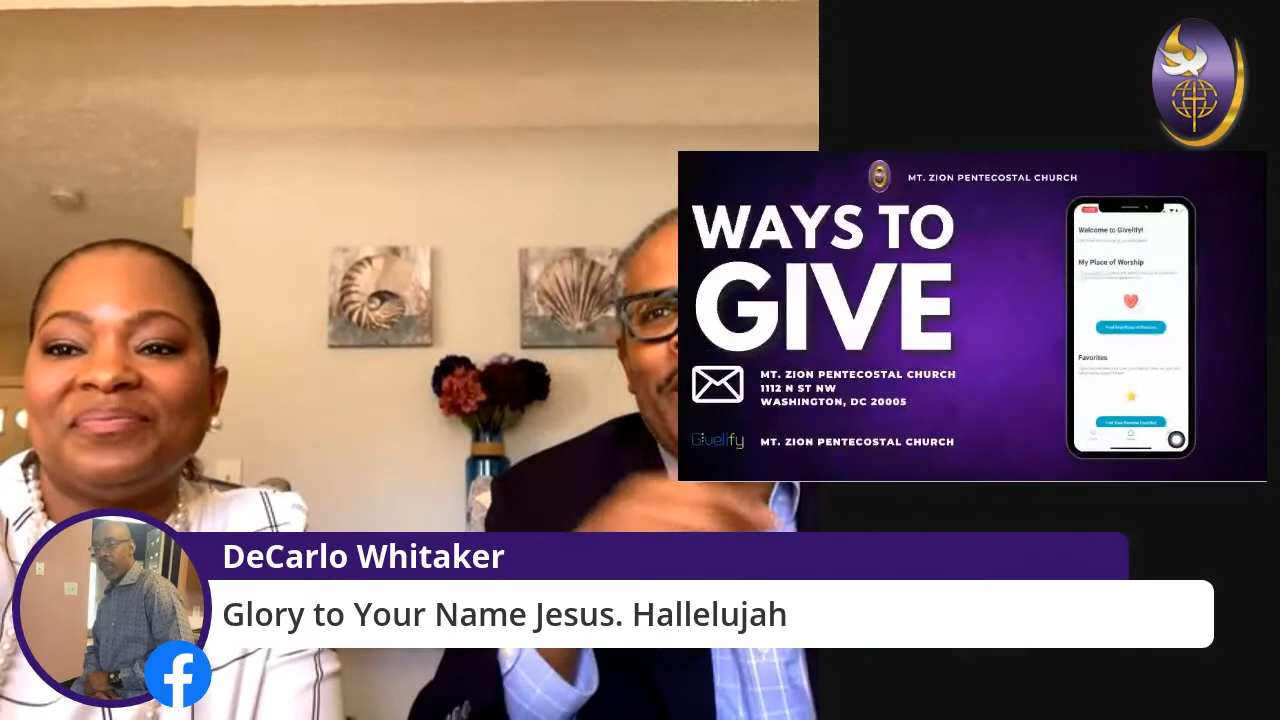 MT. ZION PENTECOSTAL CHURCH
WAYS TO
GIVE
MT. ZION PENTECOSTAL CHURCH
1112 N ST NW
WASHINGTON, DC 20005
Givelify
MT. ZION PENTECOSTAL CHURCH
Welcome to Givelify!
My Place of Worship
Favorites
DeCarlo Whitaker
Glory to Your Name Jesus. Hallelujah